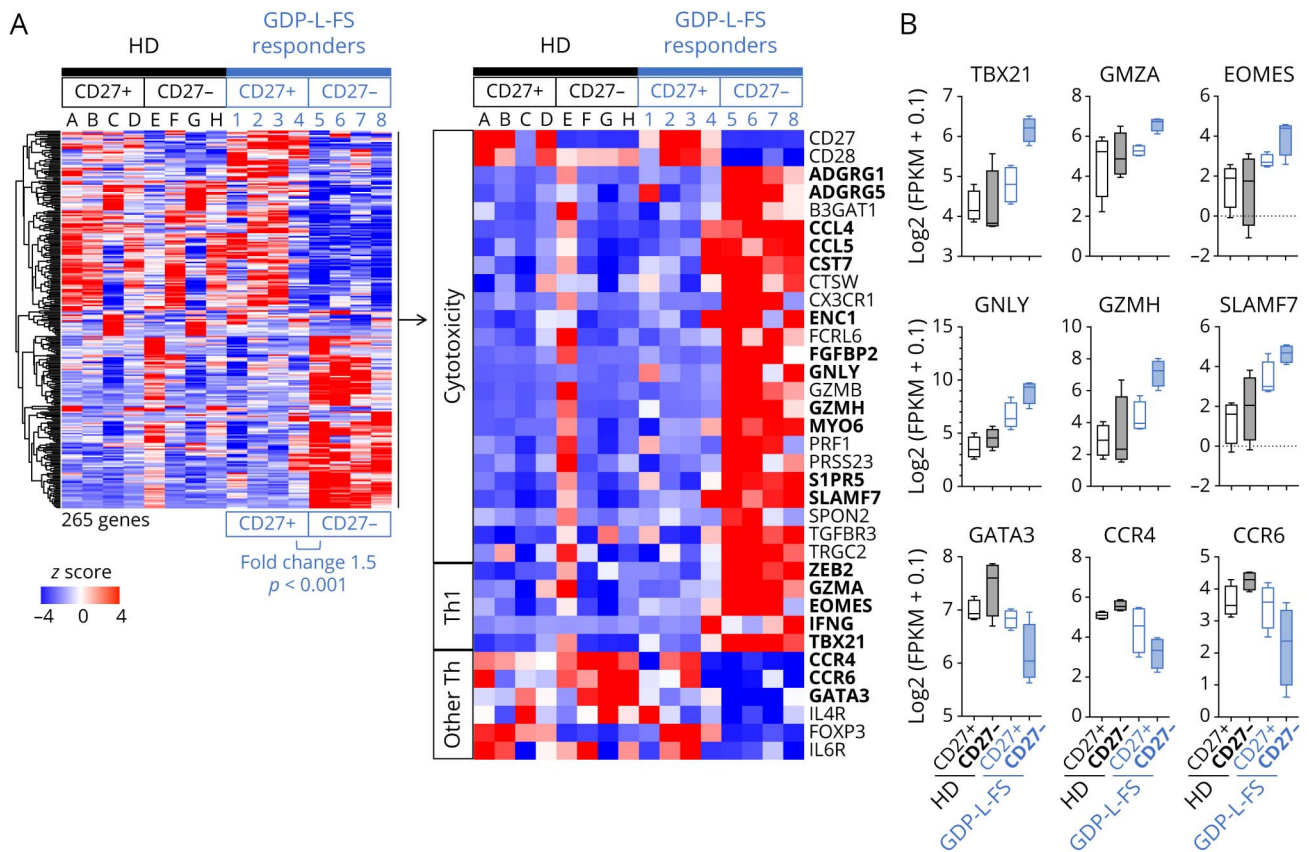 A
HD
GDP-L-FS
responders
CD27+ CD27– CD27+ CD27–
A B C D E F G H 1 2 3 4 5 6 7 8
265 genes
CD27+ CD27–
Fold change 1.5
p < 0.001
z score
–4 0 4
HD
GDP-L-FS
responders
CD27+ CD27– CD27+ CD27–
A B C D E F G H 1 2 3 4 5 6 7 8
Cytotoxicity
CD27
CD28
ADGRG1
ADGRG5
B3GAT1
CCL4
CCL5
CST7
CTSW
CX3CR1
ENC1
FCRL6
FGFBP2
GNLY
GZMB
GZMH
MYO6
PRF1
PRSS23
S1PR5
SLAMF7
SPON2
TGFBR3
TRGC2
Th1
ZEB2
GZMA
EOMES
IFNG
TBX21
Other Th
CCR4
CCR6
GATA3
IL4R
FOXP3
IL6R
B
TBX21
Log2 (FPKM + 0.1)
7
6
5
4
3
GMZA
8
6
4
2
0
EOMES
6
4
2
0
–2
GNLY
Log2 (FPKM + 0.1)
15
10
5
0
GZMH
10
8
6
4
2
0
SLAMF7
6
4
2
0
–2
GATA3
Log2 (FPKM + 0.1)
8
7
6
5
CCR4
8
6
4
2
0
CCR6
5
4
3
2
1
0
CD27+ CD27– CD27+ CD27–
HD GDP-L-FS
CD27+ CD27– CD27+ CD27–
HD GDP-L-FS
CD27+ CD27– CD27+ CD27–
HD GDP-L-FS